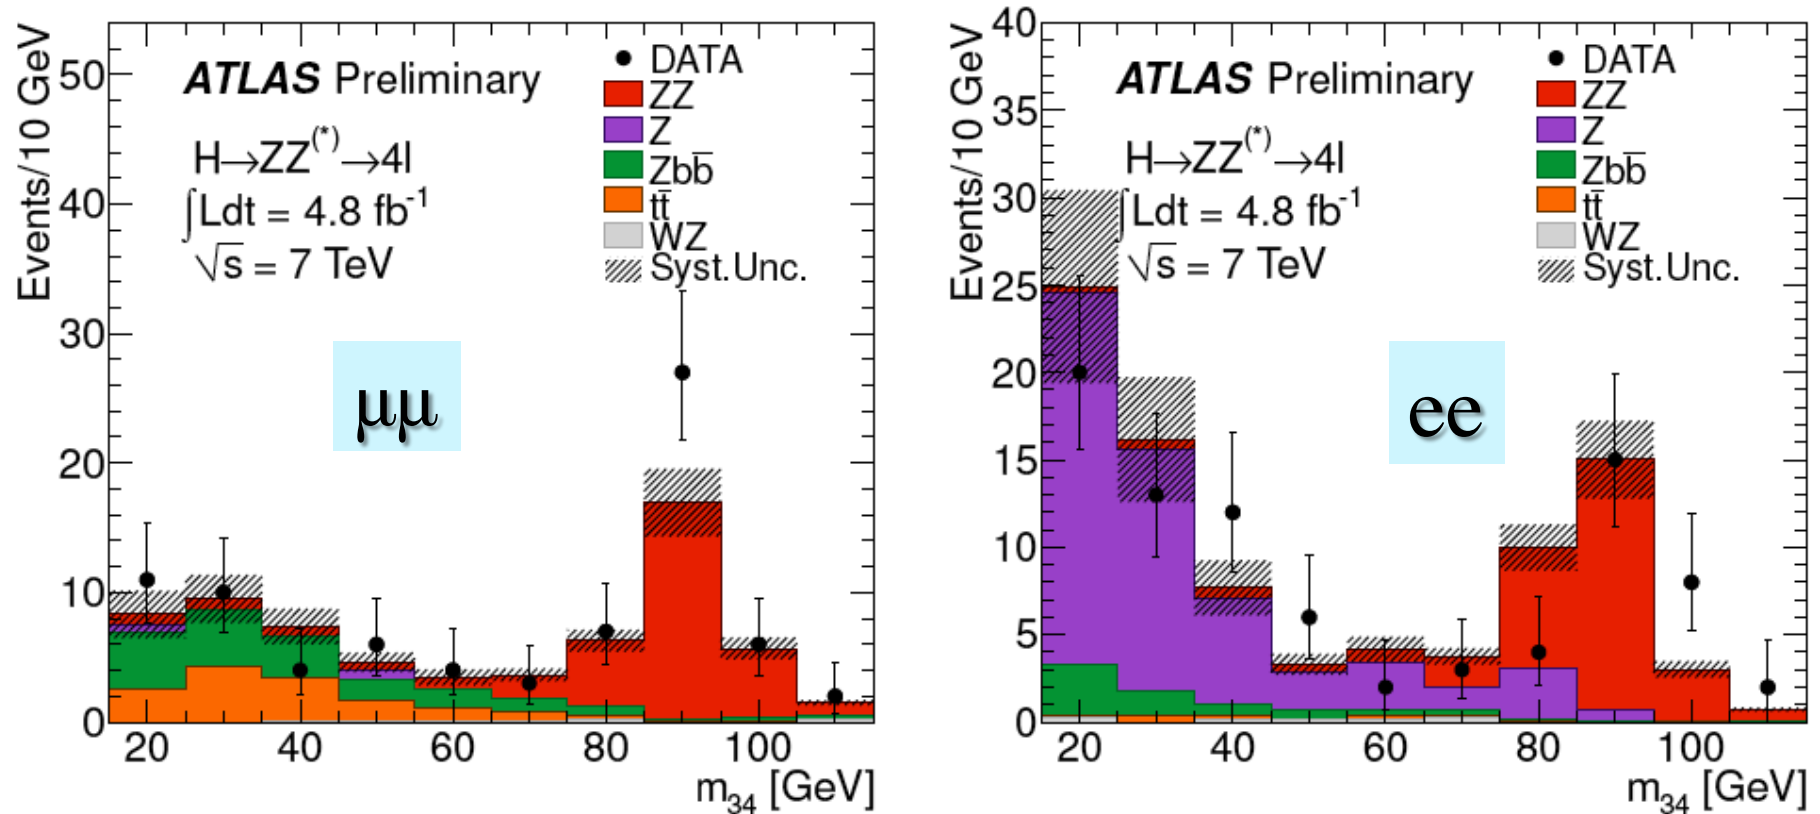 Events/10 GeV
50
40
30
20
10
0
ATLAS Preliminary
H→ZZ(*)→4l
∫Ldt = 4.8 fb-1
√s = 7 TeV
DATA
ZZ
Z
Zbb̅
tt̅
WZ
Syst.Unc.
μμ
20 40 60 80 100
m34 [GeV]
Events/10 GeV
40
35
30
25
20
15
10
5
0
ATLAS Preliminary
H→ZZ(*)→4l
∫Ldt = 4.8 fb-1
√s = 7 TeV
DATA
ZZ
Z
Zbb̅
tt̅
WZ
Syst.Unc.
ee
20 40 60 80 100
m34 [GeV]